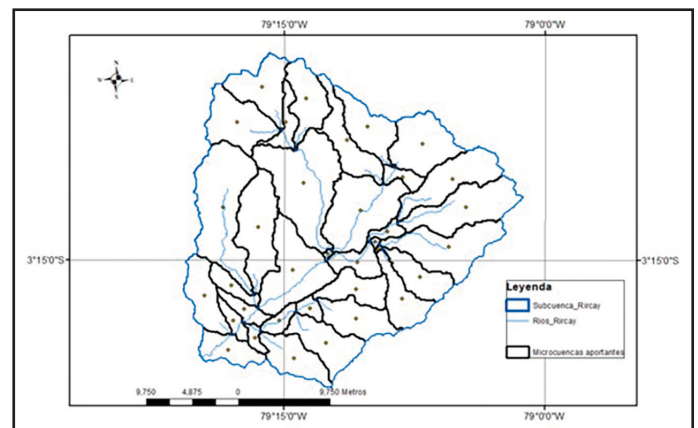 79°15'0"W 79°0'0"W
N
W E
S
3°15'0"S 3°15'0"S
Leyenda
Subcuenca_Rircay
Rios_Rircay
Microcuencas aportantes
9,750 4,875 0 9,750 Metros
79°15'0"W 79°0'0"W